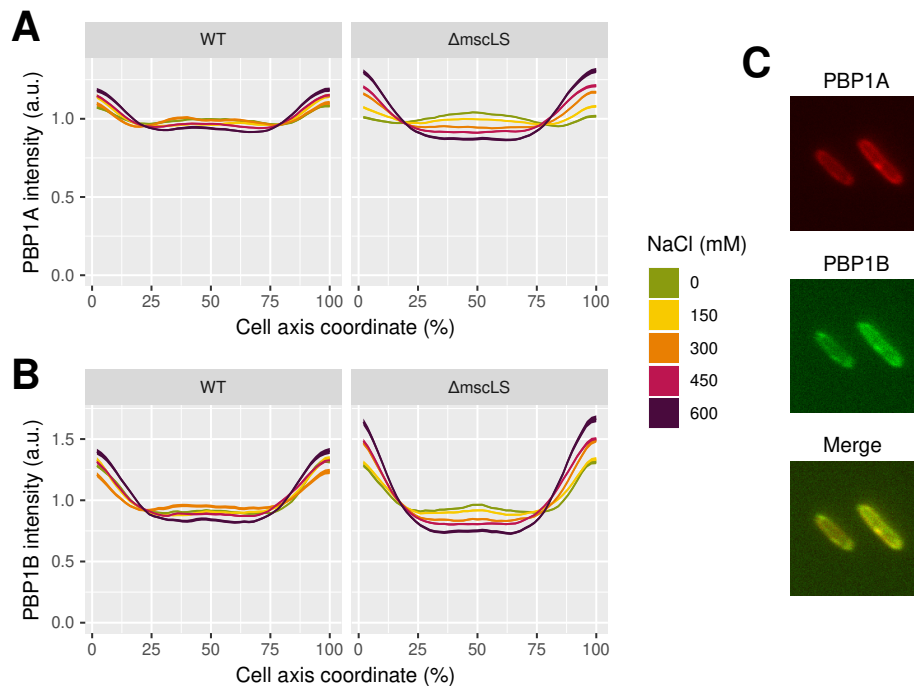 A
WT
ΔmscLS
PBP1A intensity (a.u.)
1.0
0.5
0.0
0 25 50 75 100
0 25 50 75 100
Cell axis coordinate (%)
B
WT
ΔmscLS
PBP1B intensity (a.u.)
1.5
1.0
0.5
0.0
0 25 50 75 100
0 25 50 75 100
Cell axis coordinate (%)
NaCl (mM)
0
150
300
450
600
C
PBP1A
PBP1B
Merge